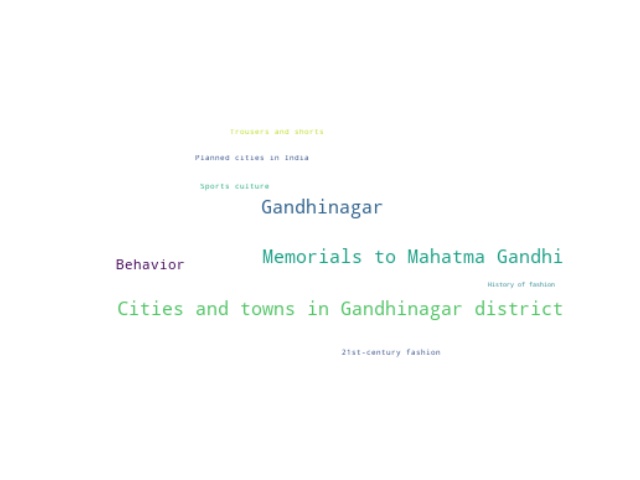 Trousers and shorts
Planned cities in India
Sports culture
Gandhinagar
Memorials to Mahatma Gandhi
Behavior
History of fashion
Cities and towns in Gandhinagar district
21st-century fashion